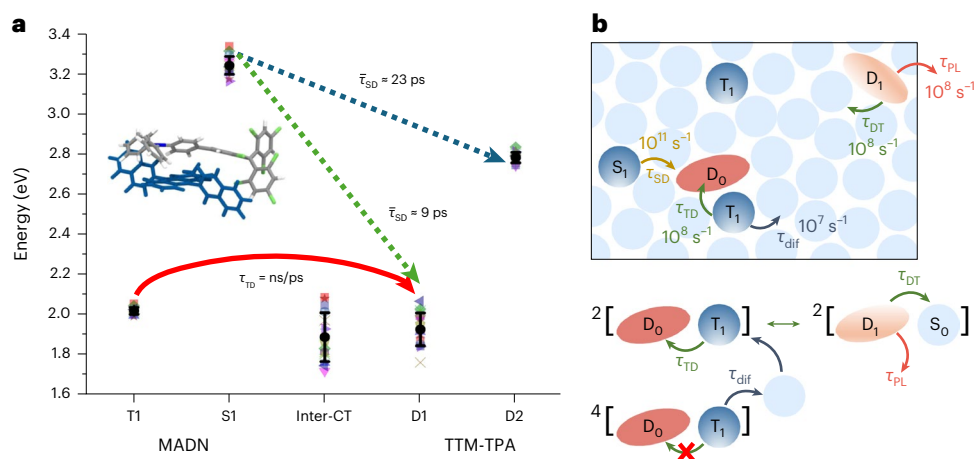 a
3.4
3.2
3.0
2.8
2.6
2.4
2.2
2.0
1.8
1.6
Energy (eV)
τ̄SD ≈ 23 ps
τ̄SD ≈ 9 ps
τTD = ns/ps
T1
S1
Inter-CT
D1
D2
MADN
TTM-TPA
b
T₁
D₁
τPL
10⁸ s⁻¹
τDT
10⁸ s⁻¹
S₁
10¹¹ s⁻¹
τSD
D₀
τTD
10⁸ s⁻¹
T₁
10⁷ s⁻¹
τdif
2[ D₀ T₁ ] ↔ 2[ D₁ S₀ ]
τTD
τDT
τPL
τdif
4[ D₀ T₁ ]